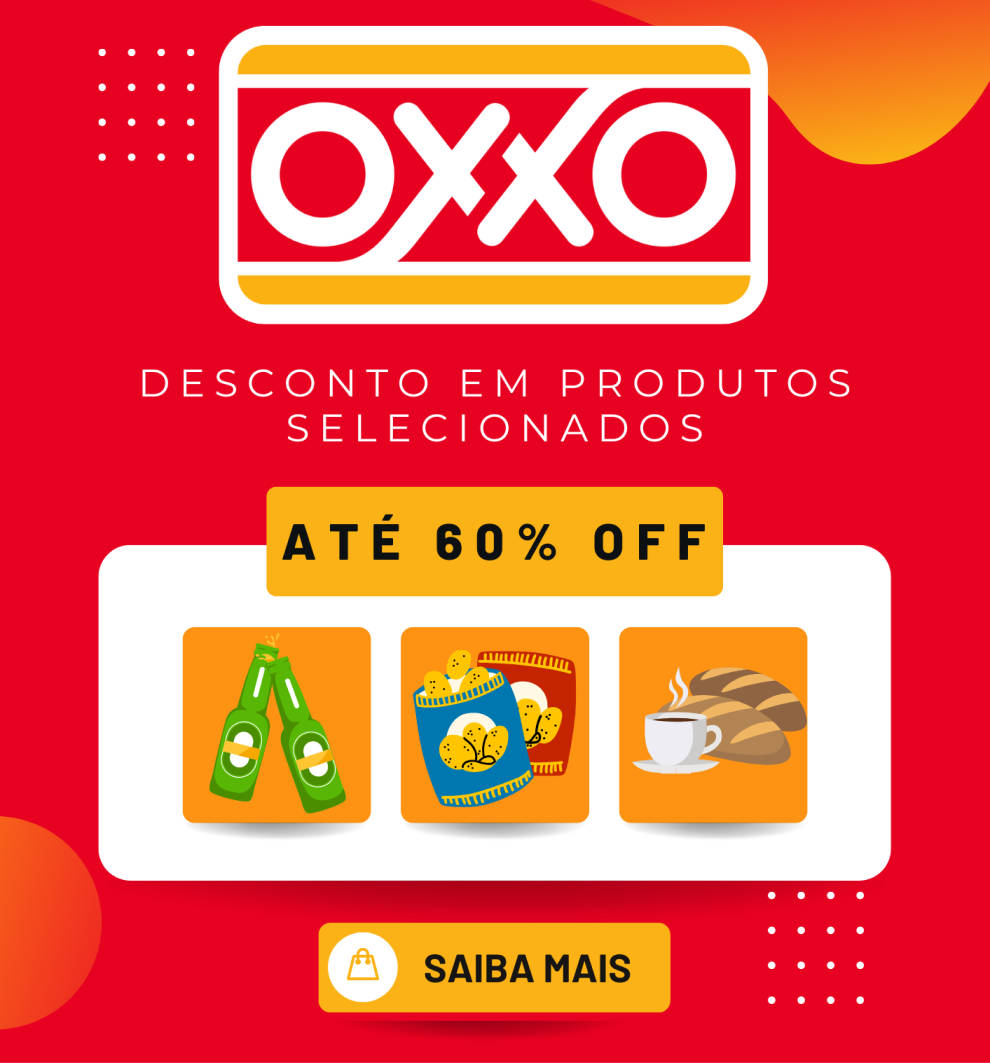 OXXO
DESCONTO EM PRODUTOS
SELECIONADOS
ATÉ 60% OFF
SAIBA MAIS